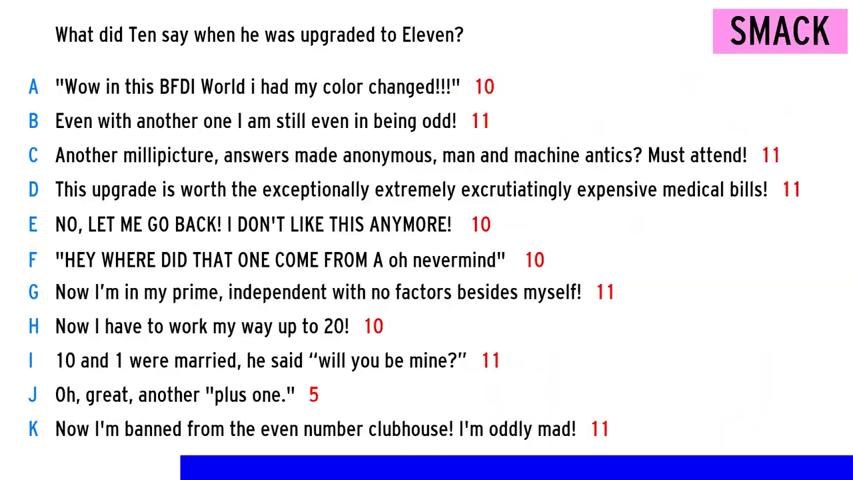 What did Ten say when he was upgraded to Eleven?
SMACK
A "Wow in this BFDI World i had my color changed!!!" 10
B Even with another one I am still even in being odd! 11
C Another millipicture, answers made anonymous, man and machine antics? Must attend! 11
D This upgrade is worth the exceptionally extremely excrutiatingly expensive medical bills! 11
E NO, LET ME GO BACK! I DON'T LIKE THIS ANYMORE! 10
F "HEY WHERE DID THAT ONE COME FROM A oh nevermind" 10
G Now I'm in my prime, independent with no factors besides myself! 11
H Now I have to work my way up to 20! 10
I 10 and 1 were married, he said “will you be mine?” 11
J Oh, great, another "plus one." 5
K Now I'm banned from the even number clubhouse! I'm oddly mad! 11